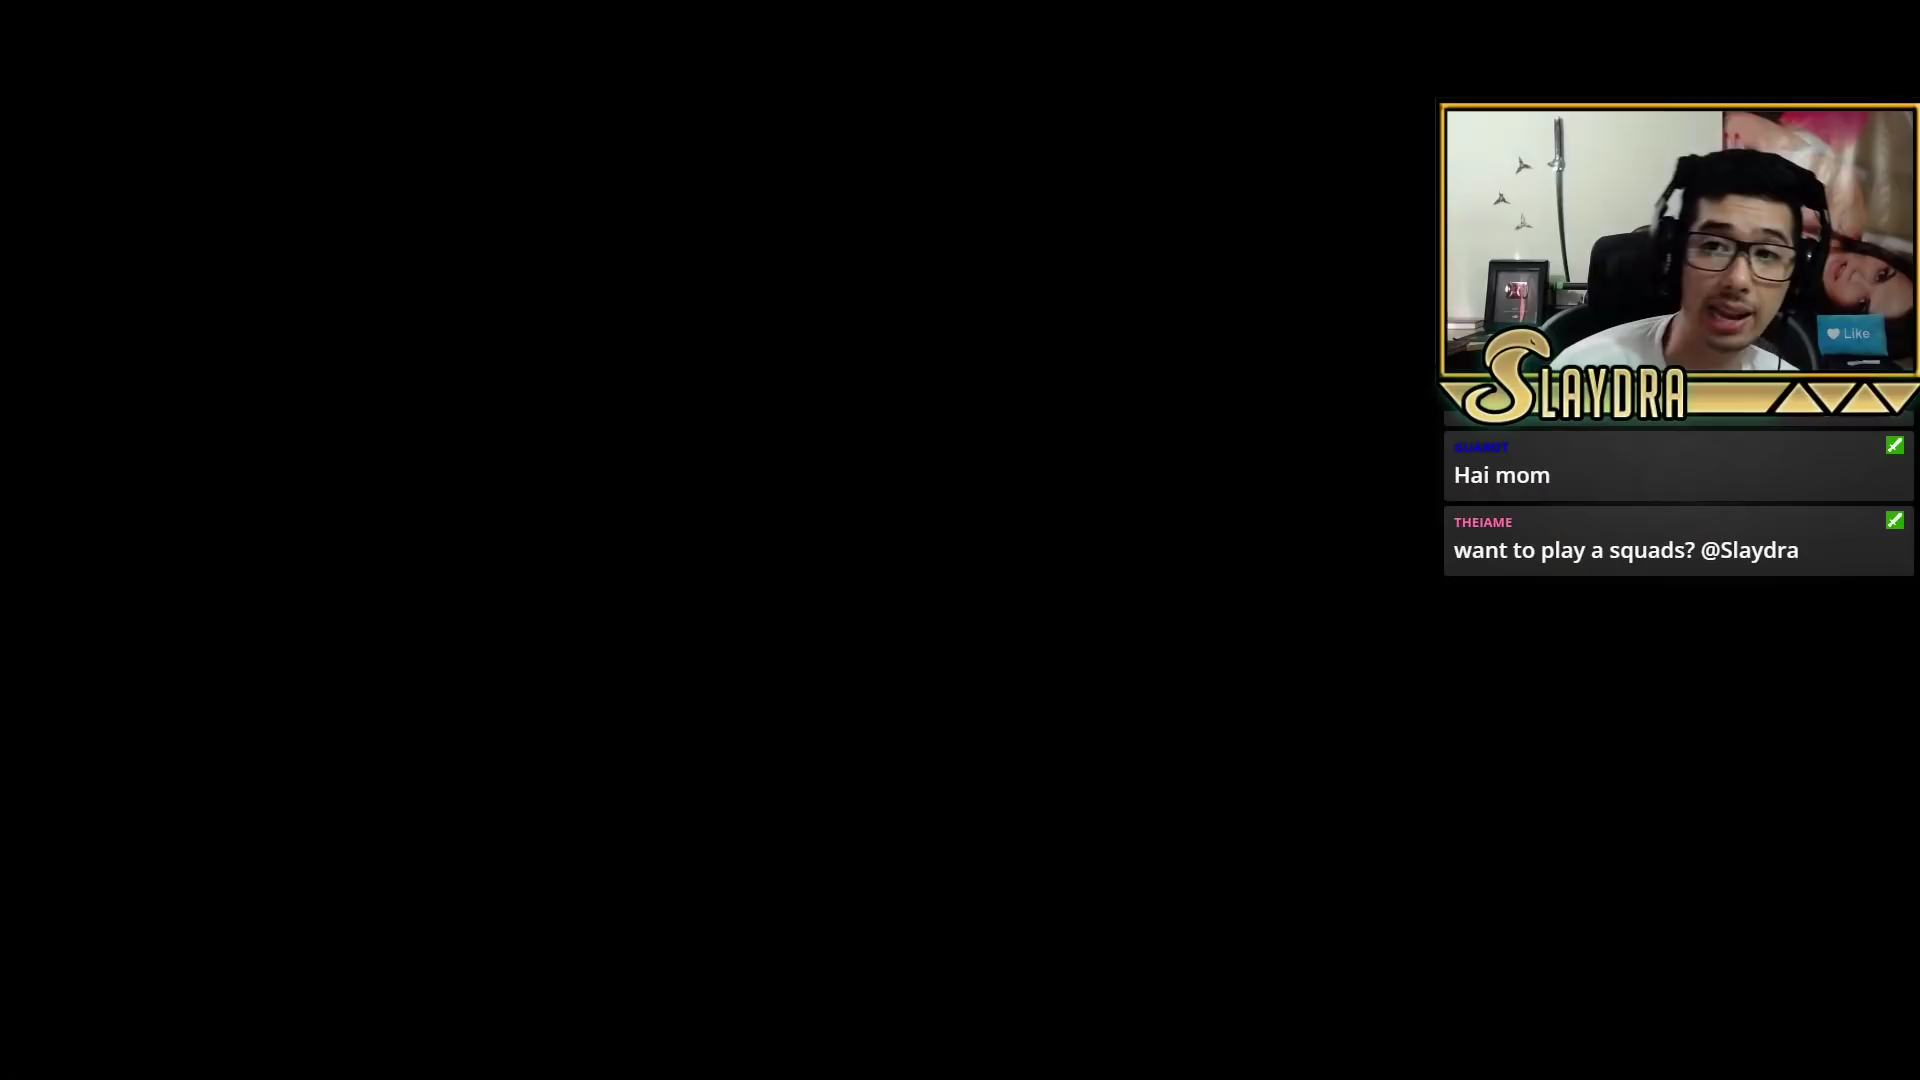 Like
SLAYDRA
Hai mom
THEIAME
want to play a squads? @Slaydra